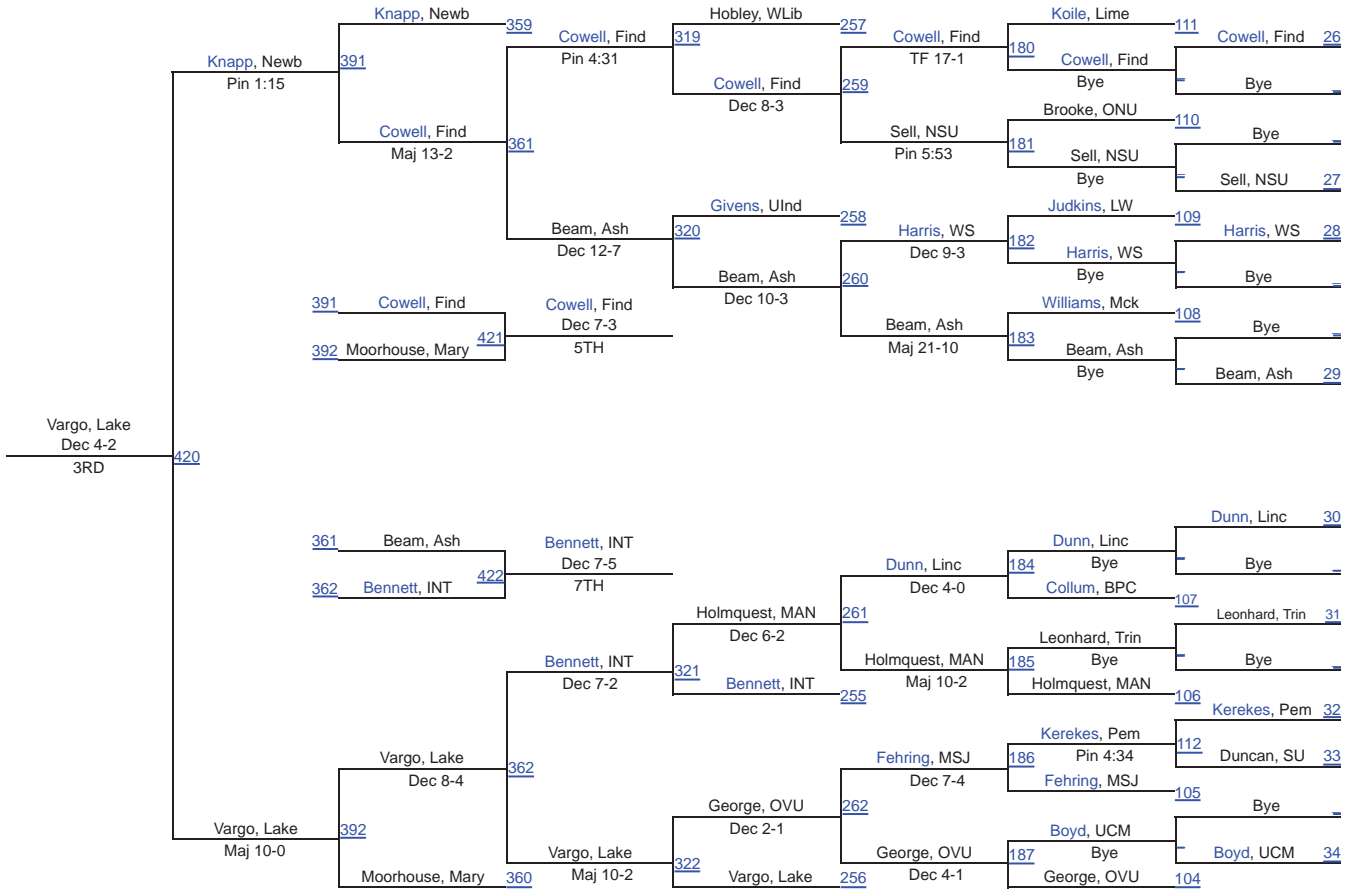 Knapp, Newb 359
Hobley, WLib 257
Koile, Lime 111
Cowell, Find 319
Pin 4:31
Cowell, Find 180
TF 17-1
Cowell, Find 26
Knapp, Newb 391
Pin 1:15
Cowell, Find
Bye
Bye
Cowell, Find 259
Dec 8-3
Brooke, ONU 110
Cowell, Find 361
Maj 13-2
Sell, NSU 181
Pin 5:53
Bye
Sell, NSU
Bye
Sell, NSU 27
Givens, UInd 258
Judkins, LW 109
Beam, Ash 320
Dec 12-7
Harris, WS 182
Dec 9-3
Harris, WS 28
Harris, WS
Bye
Beam, Ash 260
Dec 10-3
Bye
391 Cowell, Find
Cowell, Find
Dec 7-3
5TH
Williams, Mck 108
421
392 Moorhouse, Mary
Beam, Ash 183
Maj 21-10
Bye
Beam, Ash
Bye
Beam, Ash 29
Vargo, Lake
Dec 4-2
3RD
420
Dunn, Linc 30
361 Beam, Ash
Bennett, INT
Dec 7-5
7TH
422
362 Bennett, INT
Dunn, Linc
Dec 4-0
184
Dunn, Linc
Bye
Bye
Collum, BPC 107
Holmquest, MAN 261
Dec 6-2
Leonhard, Trin 31
Leonhard, Trin
Bye
Bennett, INT 321
Dec 7-2
Holmquest, MAN 185
Maj 10-2
Bye
Bennett, INT 255
Holmquest, MAN 106
Kerekes, Pem 32
Kerekes, Pem 112
Pin 4:34
Duncan, SU 33
Vargo, Lake 362
Dec 8-4
Fehring, MSJ 186
Dec 7-4
Fehring, MSJ 105
George, OVU 262
Dec 2-1
Bye
Vargo, Lake 392
Maj 10-0
Boyd, UCM
Bye
Vargo, Lake 322
Maj 10-2
George, OVU 187
Dec 4-1
Boyd, UCM 34
Moorhouse, Mary 360
Vargo, Lake 256
George, OVU 104